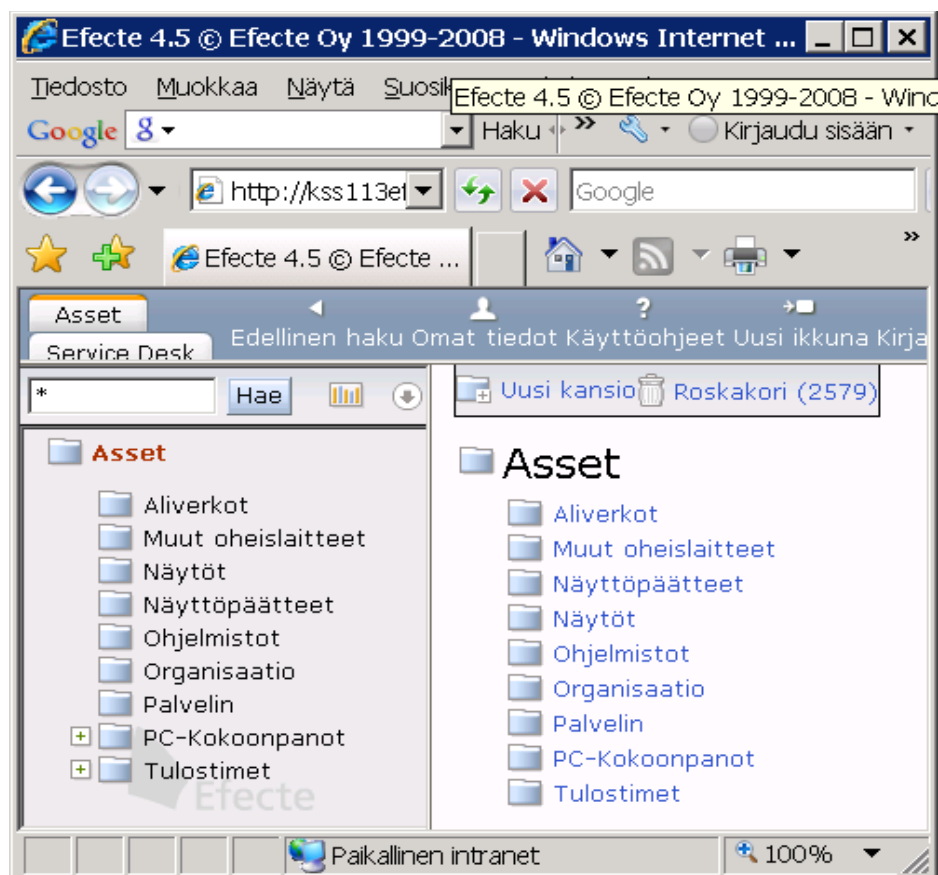 Efecte 4.5 © Efecte Oy 1999-2008 - Windows Internet ...
Tiedosto Muokkaa Näytä Suosik
Efecte 4.5 © Efecte Oy 1999-2008 - Wind
Google 8 Haku » Kirjaudu sisään
http://kss113ef Google
Efecte 4.5 © Efecte ... »
Asset
Service Desk
Edellinen haku Omat tiedot Käyttöohjeet Uusi ikkuna Kirja
* Hae
Uusi kansio Roskakori (2579)
Asset
Aliverkot
Muut oheislaitteet
Näytöt
Näyttöpäätteet
Ohjelmistot
Organisaatio
Palvelin
PC-Kokoonpanot
Tulostimet
Efecte
Asset
Aliverkot
Muut oheislaitteet
Näyttöpäätteet
Näytöt
Ohjelmistot
Organisaatio
Palvelin
PC-Kokoonpanot
Tulostimet
Paikallinen intranet 100%